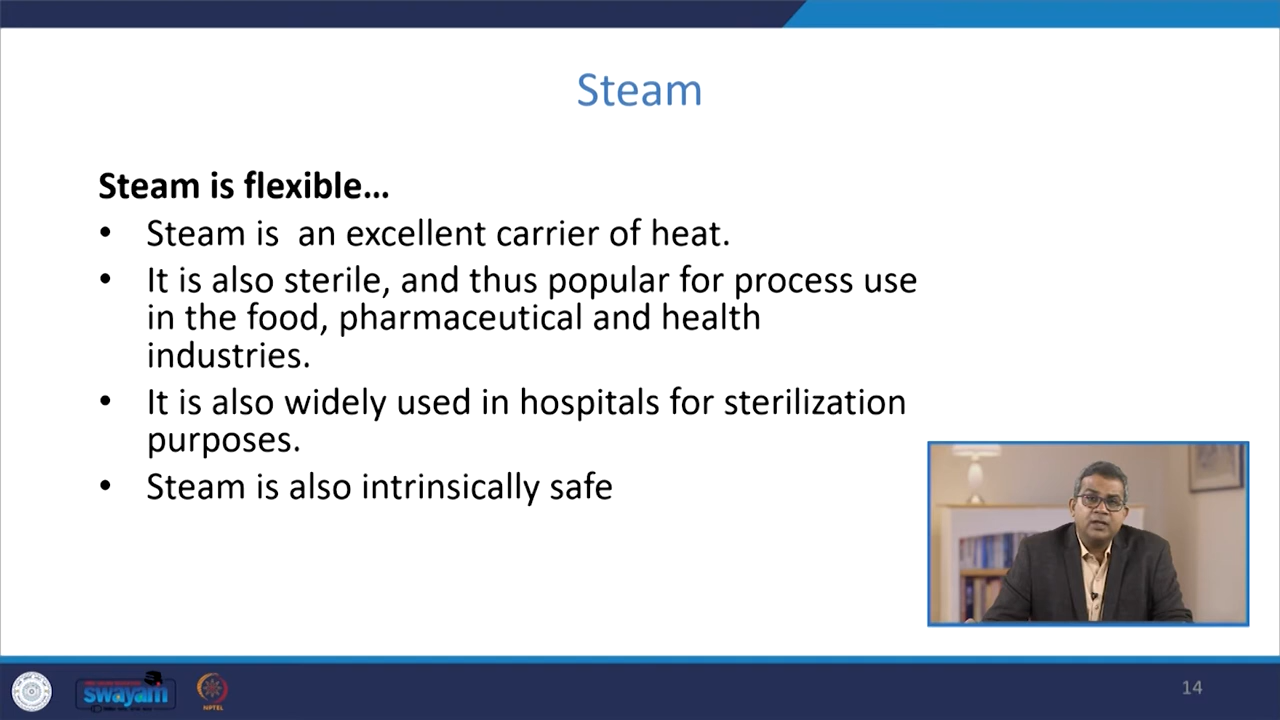 Steam
Steam is flexible…
• Steam is  an excellent carrier of heat.
• It is also sterile, and thus popular for process use
in the food, pharmaceutical and health
industries.
• It is also widely used in hospitals for sterilization
purposes.
• Steam is also intrinsically safe
swayam
NPTEL
14